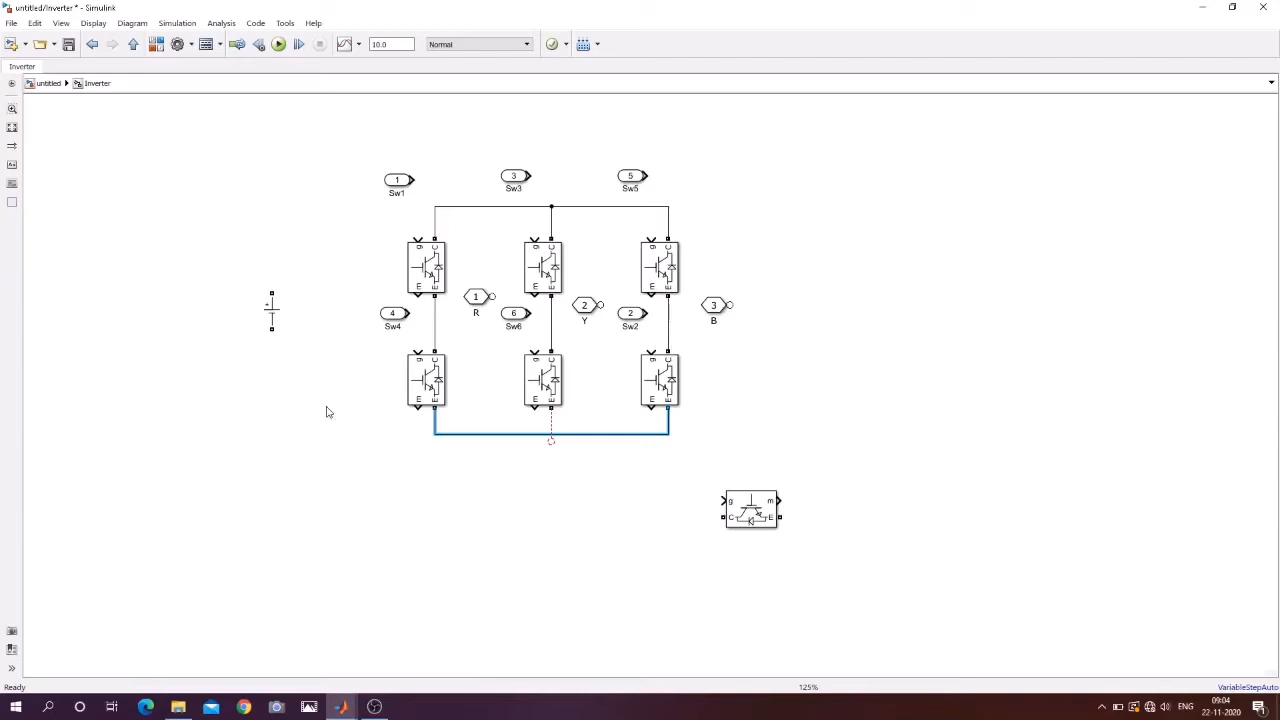 untitled/Inverter * - Simulink
File Edit View Display Diagram Simulation Analysis Code Tools Help
10.0 Normal
Inverter
untitled Inverter
1 3 5
Sw1 Sw3 Sw5
g C g C g C
m E m E m E
+
1 2 3
R Y B
4 6 2
Sw4 Sw6 Sw2
g C g C g C
m E m E m E
g m
C E
Ready 125% VariableStepAuto
ENG 09:04
22-11-2020